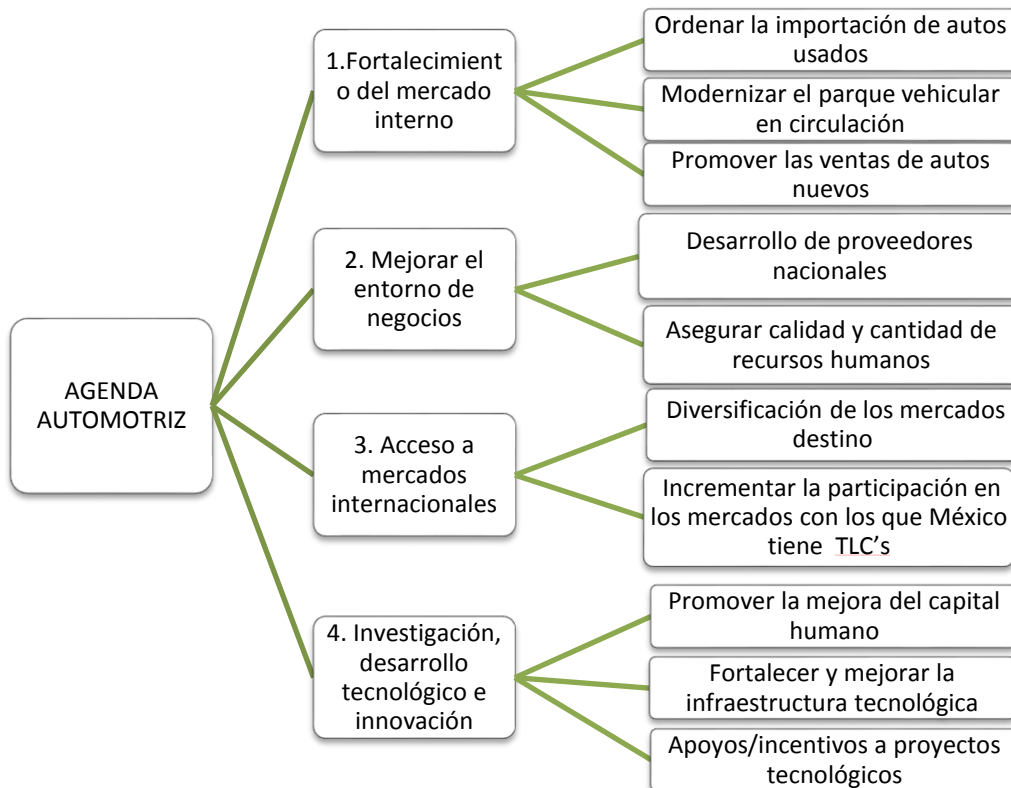 AGENDA
AUTOMOTRIZ
1.Fortalecimient
o del mercado
interno
Ordenar la importación de autos
usados
Modernizar el parque vehicular
en circulación
Promover las ventas de autos
nuevos
2. Mejorar el
entorno de
negocios
Desarrollo de proveedores
nacionales
Asegurar calidad y cantidad de
recursos humanos
3. Acceso a
mercados
internacionales
Diversificación de los mercados
destino
Incrementar la participación en
los mercados con los que México
tiene TLC’s
4. Investigación,
desarrollo
tecnológico e
innovación
Promover la mejora del capital
humano
Fortalecer y mejorar la
infraestructura tecnológica
Apoyos/incentivos a proyectos
tecnológicos